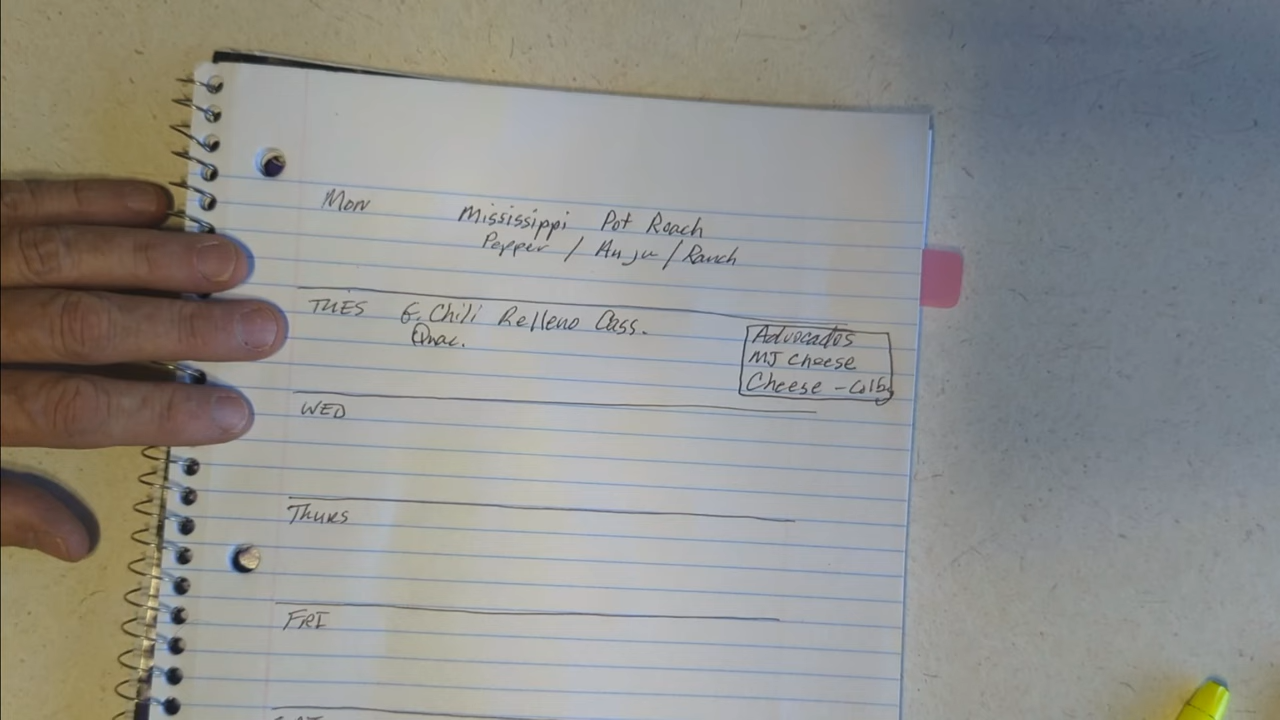 Mon
Mississippi Pot Roach
Pepper / Au ju / Ranch
TUES G. Chili Relleno Cass.
Guac.
Advocados
MJ Cheese
Cheese - Colby
WED
Thurs
FRI